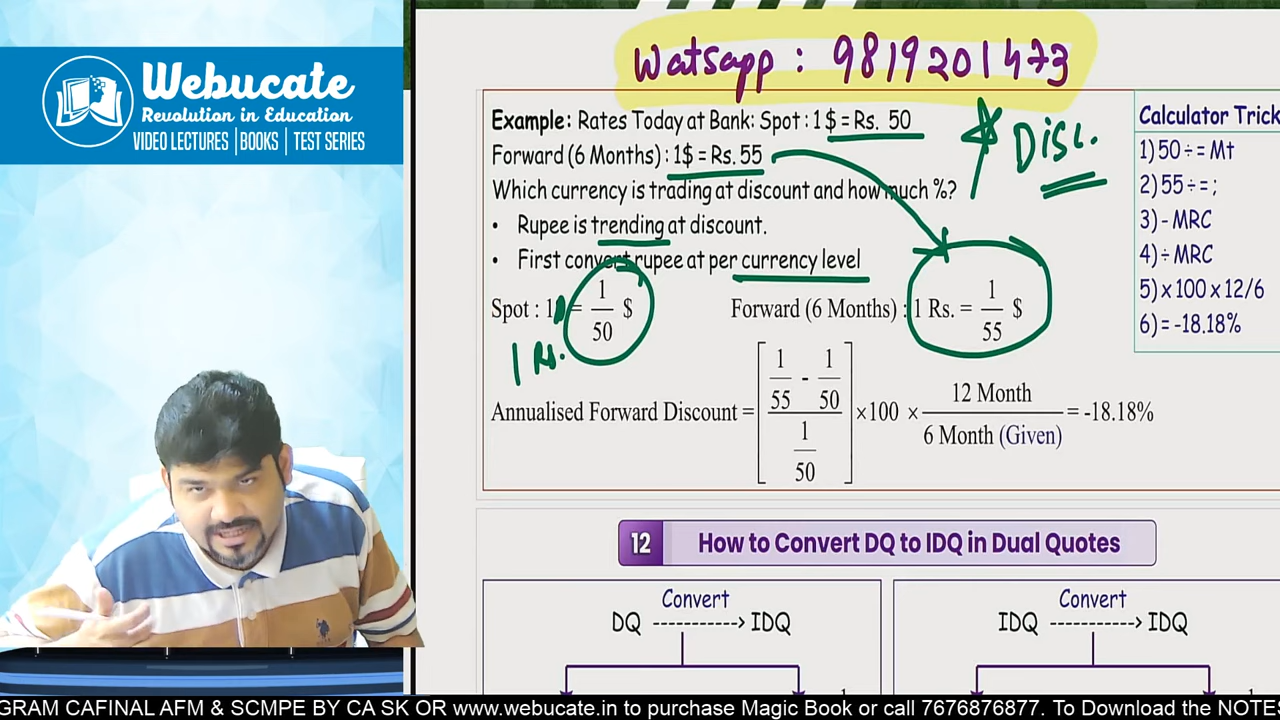 Webucate
Revolution in Education
VIDEO LECTURES | BOOKS | TEST SERIES
Watsapp : 9819201473
Example: Rates Today at Bank: Spot : 1 $ = Rs. 50
Forward (6 Months) : 1$ = Rs. 55
$ Disc.
Which currency is trading at discount and how much %?
• Rupee is trending at discount.
• First convert rupee at per currency level
Spot : 1 = 1/50 $
1 Rs.
Forward (6 Months) : 1 Rs. = 1/55 $
Annualised Forward Discount = [(1/55 - 1/50) / (1/50)] ×100 × 12 Month / 6 Month (Given) = -18.18%
Calculator Trick
1) 50 ÷ = Mt
2) 55 ÷ = ;
3) - MRC
4) ÷ MRC
5) x 100 x 12/6
6) = -18.18%
12 How to Convert DQ to IDQ in Dual Quotes
Convert
DQ ----------> IDQ
Convert
IDQ ----------> IDQ
GRAM CAFINAL AFM & SCMPE BY CA SK OR www.webucate.in to purchase Magic Book or call 7676876877. To Download the NOTES